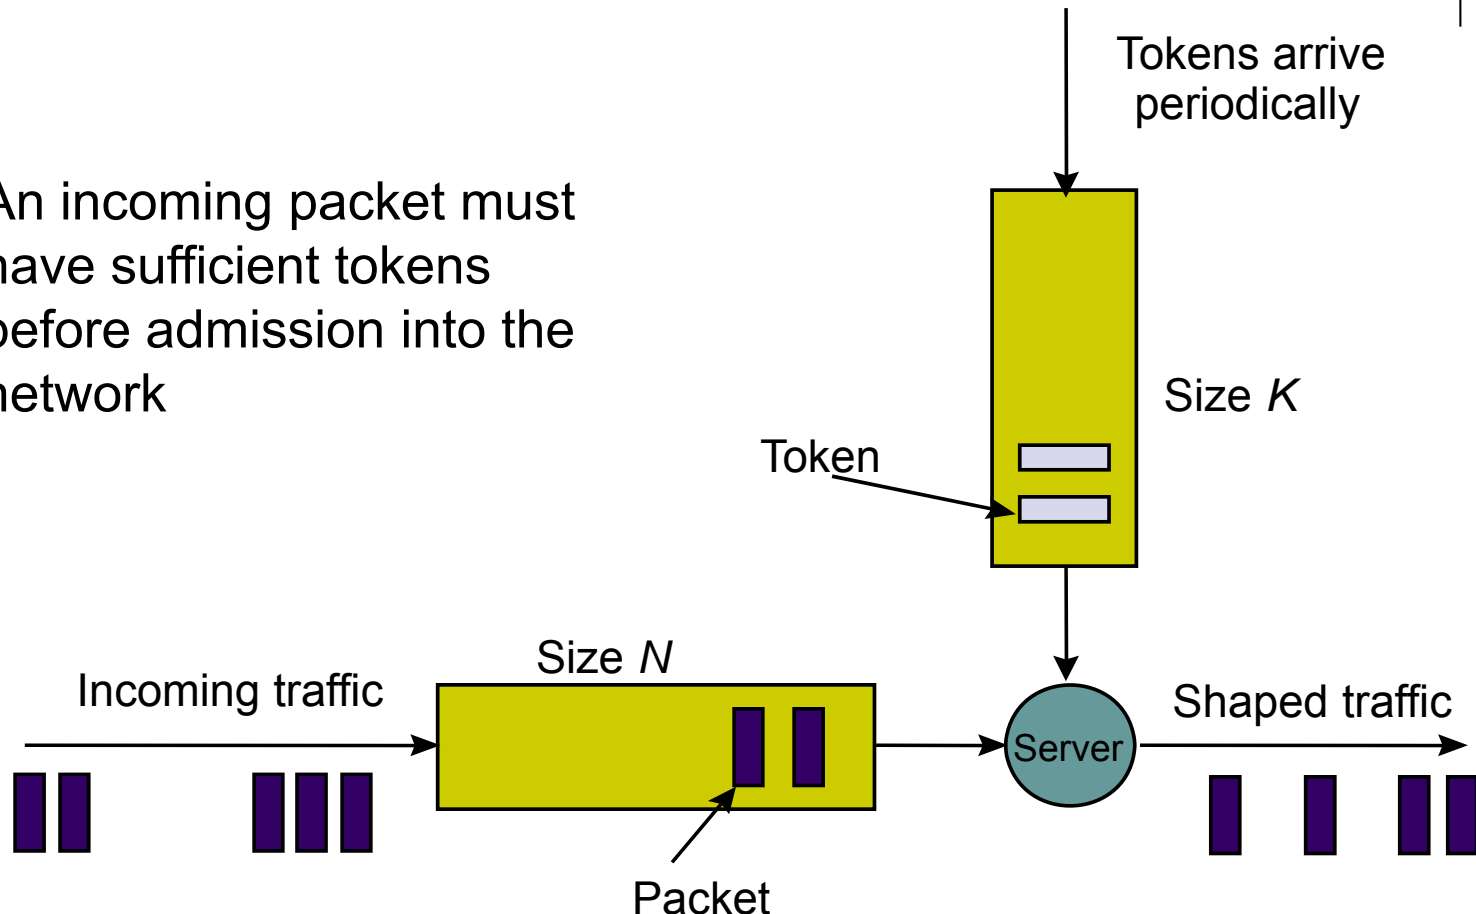 Tokens arrive
periodically
An incoming packet must
have sufficient tokens
before admission into the
network
Size K
Token
Size N
Incoming traffic
Shaped traffic
Server
Packet